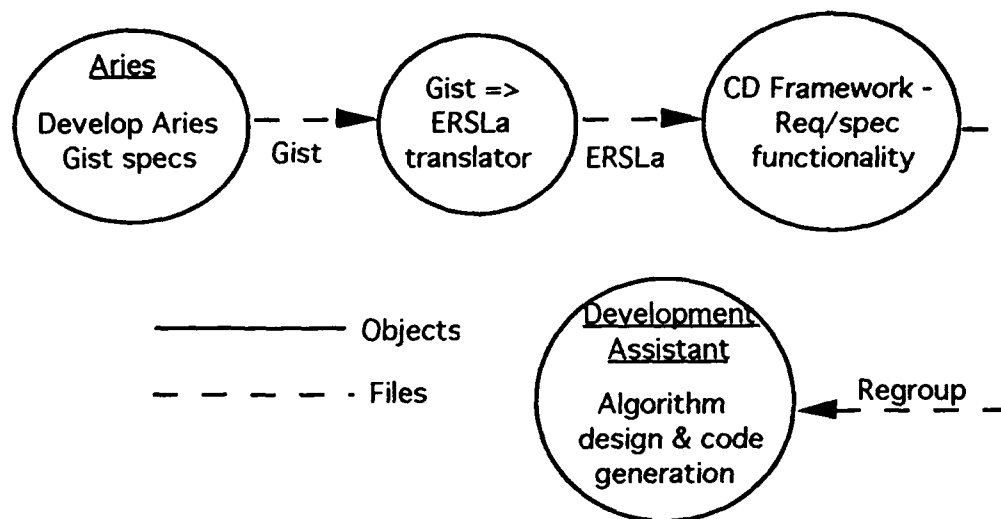 Aries
Develop Aries
Gist specs
Gist
Gist =>
ERSLa
translator
ERSLa
CD Framework -
Req/spec
functionality
Objects
Files
Development
Assistant
Algorithm
design & code
generation
Regroup